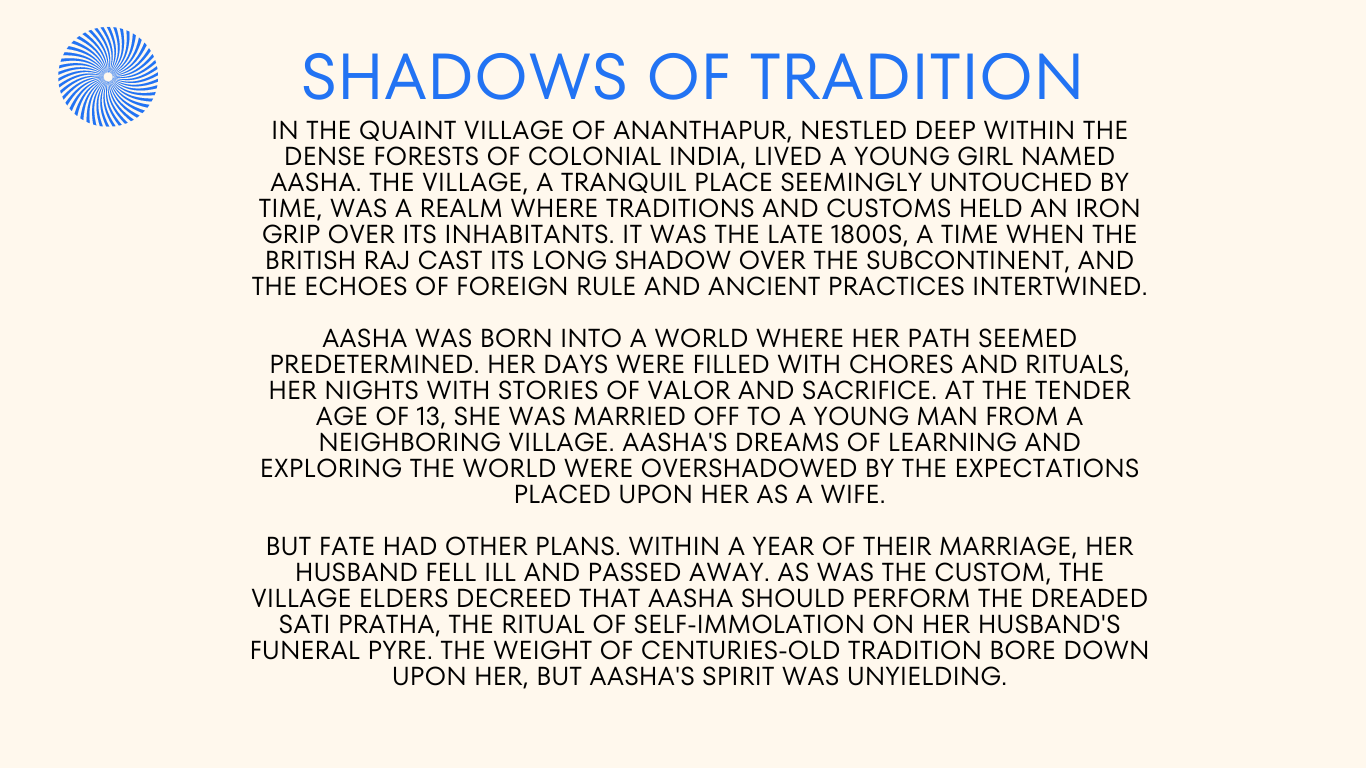 SHADOWS OF TRADITION
IN THE QUAINT VILLAGE OF ANANTHAPUR, NESTLED DEEP WITHIN THE
DENSE FORESTS OF COLONIAL INDIA, LIVED A YOUNG GIRL NAMED
AASHA. THE VILLAGE, A TRANQUIL PLACE SEEMINGLY UNTOUCHED BY
TIME, WAS A REALM WHERE TRADITIONS AND CUSTOMS HELD AN IRON
GRIP OVER ITS INHABITANTS. IT WAS THE LATE 1800S, A TIME WHEN THE
BRITISH RAJ CAST ITS LONG SHADOW OVER THE SUBCONTINENT, AND
THE ECHOES OF FOREIGN RULE AND ANCIENT PRACTICES INTERTWINED.
AASHA WAS BORN INTO A WORLD WHERE HER PATH SEEMED
PREDETERMINED. HER DAYS WERE FILLED WITH CHORES AND RITUALS,
HER NIGHTS WITH STORIES OF VALOR AND SACRIFICE. AT THE TENDER
AGE OF 13, SHE WAS MARRIED OFF TO A YOUNG MAN FROM A
NEIGHBORING VILLAGE. AASHA'S DREAMS OF LEARNING AND
EXPLORING THE WORLD WERE OVERSHADOWED BY THE EXPECTATIONS
PLACED UPON HER AS A WIFE.
BUT FATE HAD OTHER PLANS. WITHIN A YEAR OF THEIR MARRIAGE, HER
HUSBAND FELL ILL AND PASSED AWAY. AS WAS THE CUSTOM, THE
VILLAGE ELDERS DECREED THAT AASHA SHOULD PERFORM THE DREADED
SATI PRATHA, THE RITUAL OF SELF-IMMOLATION ON HER HUSBAND'S
FUNERAL PYRE. THE WEIGHT OF CENTURIES-OLD TRADITION BORE DOWN
UPON HER, BUT AASHA'S SPIRIT WAS UNYIELDING.